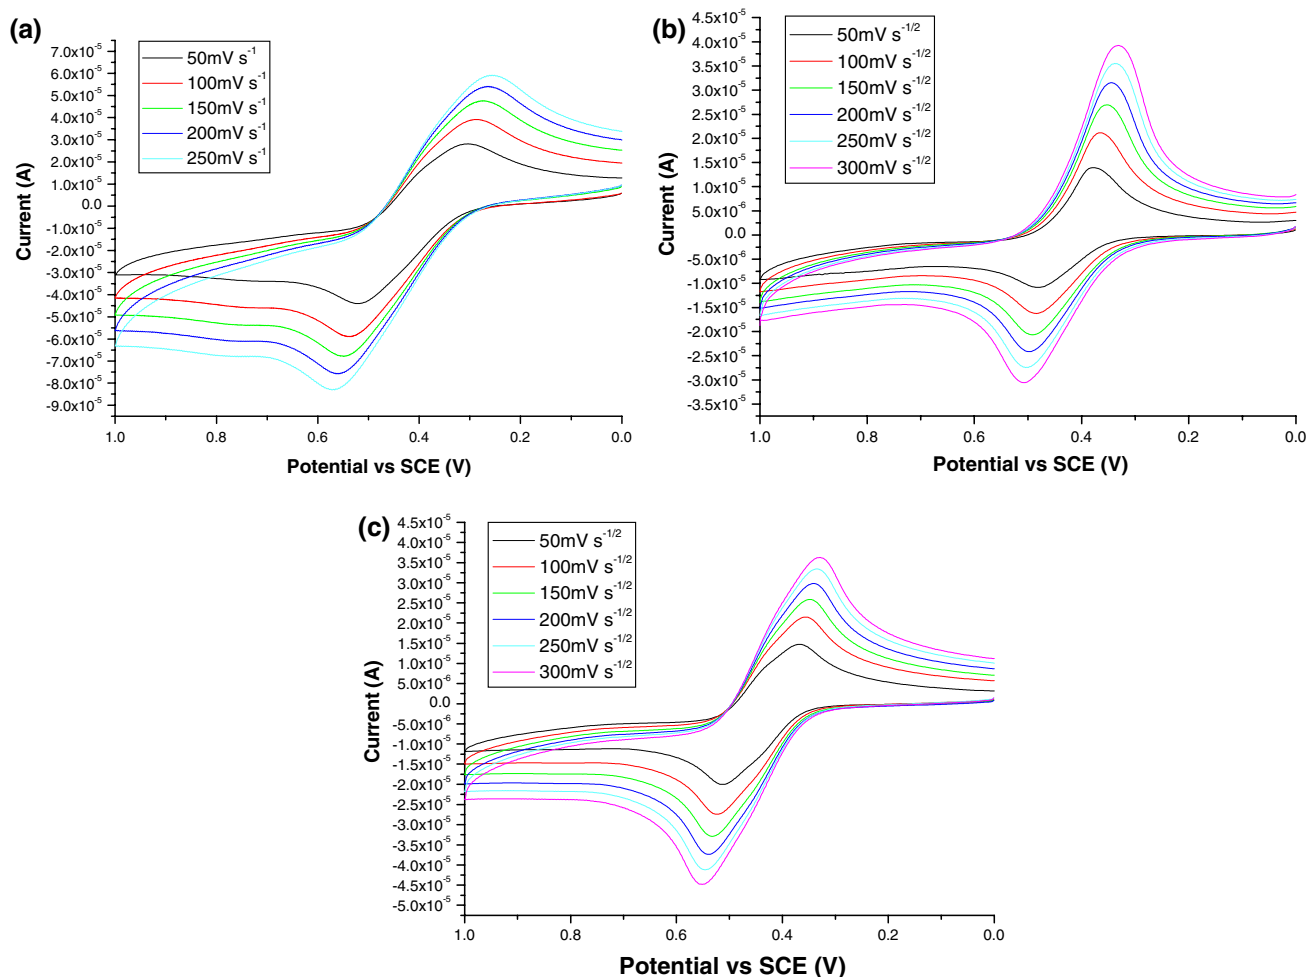 (a)
50mV s⁻¹
100mV s⁻¹
150mV s⁻¹
200mV s⁻¹
250mV s⁻¹
7.0x10⁻⁵
6.0x10⁻⁵
5.0x10⁻⁵
4.0x10⁻⁵
3.0x10⁻⁵
2.0x10⁻⁵
1.0x10⁻⁵
0.0
-1.0x10⁻⁵
-2.0x10⁻⁵
-3.0x10⁻⁵
-4.0x10⁻⁵
-5.0x10⁻⁵
-6.0x10⁻⁵
-7.0x10⁻⁵
-8.0x10⁻⁵
-9.0x10⁻⁵
Current (A)
1.0 0.8 0.6 0.4 0.2 0.0
Potential vs SCE (V)
(b)
50mV s⁻¹/²
100mV s⁻¹/²
150mV s⁻¹/²
200mV s⁻¹/²
250mV s⁻¹/²
300mV s⁻¹/²
4.5x10⁻⁵
4.0x10⁻⁵
3.5x10⁻⁵
3.0x10⁻⁵
2.5x10⁻⁵
2.0x10⁻⁵
1.5x10⁻⁵
1.0x10⁻⁵
5.0x10⁻⁶
0.0
-5.0x10⁻⁶
-1.0x10⁻⁵
-1.5x10⁻⁵
-2.0x10⁻⁵
-2.5x10⁻⁵
-3.0x10⁻⁵
-3.5x10⁻⁵
Current (A)
1.0 0.8 0.6 0.4 0.2 0.0
Potential vs SCE (V)
(c)
50mV s⁻¹/²
100mV s⁻¹/²
150mV s⁻¹/²
200mV s⁻¹/²
250mV s⁻¹/²
300mV s⁻¹/²
4.5x10⁻⁵
4.0x10⁻⁵
3.5x10⁻⁵
3.0x10⁻⁵
2.5x10⁻⁵
2.0x10⁻⁵
1.5x10⁻⁵
1.0x10⁻⁵
5.0x10⁻⁶
0.0
-5.0x10⁻⁶
-1.0x10⁻⁵
-1.5x10⁻⁵
-2.0x10⁻⁵
-2.5x10⁻⁵
-3.0x10⁻⁵
-3.5x10⁻⁵
-4.0x10⁻⁵
-4.5x10⁻⁵
-5.0x10⁻⁵
Current (A)
1.0 0.8 0.6 0.4 0.2 0.0
Potential vs SCE (V)